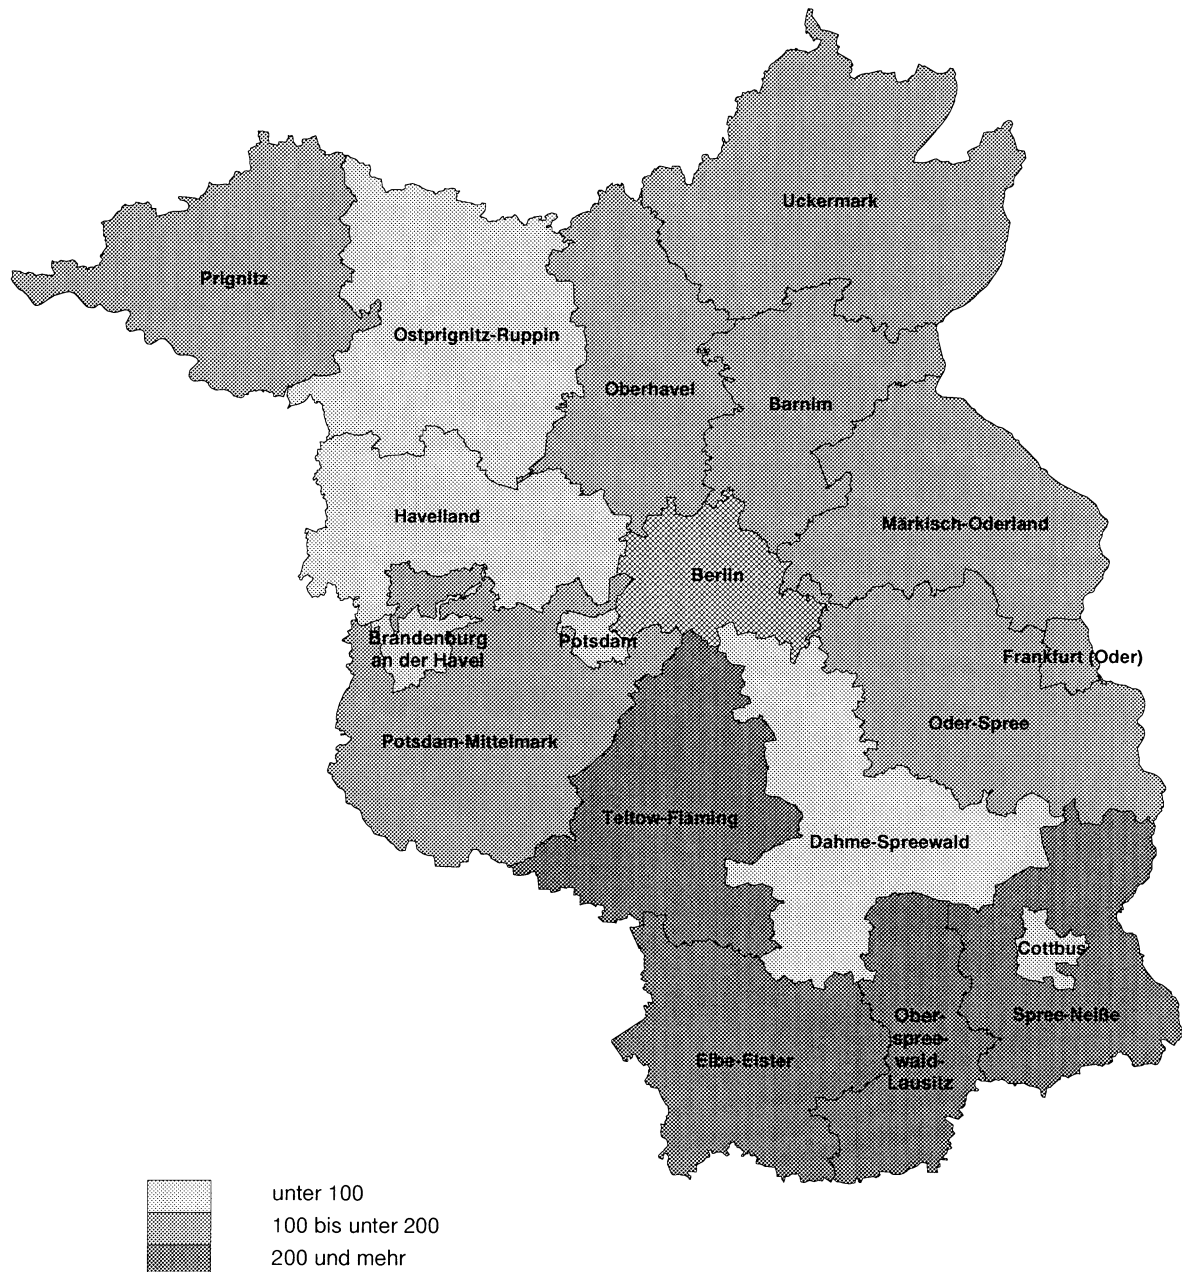 Uckermark
Prignitz
Ostprignitz-Ruppin
Oberhavel
Barnim
Havelland
Märkisch-Oderland
Berlin
Brandenburg
an der Havel
Potsdam
Frankfurt (Oder)
Oder-Spree
Potsdam-Mittelmark
Teltow-Fläming
Dahme-Spreewald
Cottbus
Spree-Neiße
Ober-
spree-
wald-
Lausitz
Elbe-Elster
unter 100
100 bis unter 200
200 und mehr